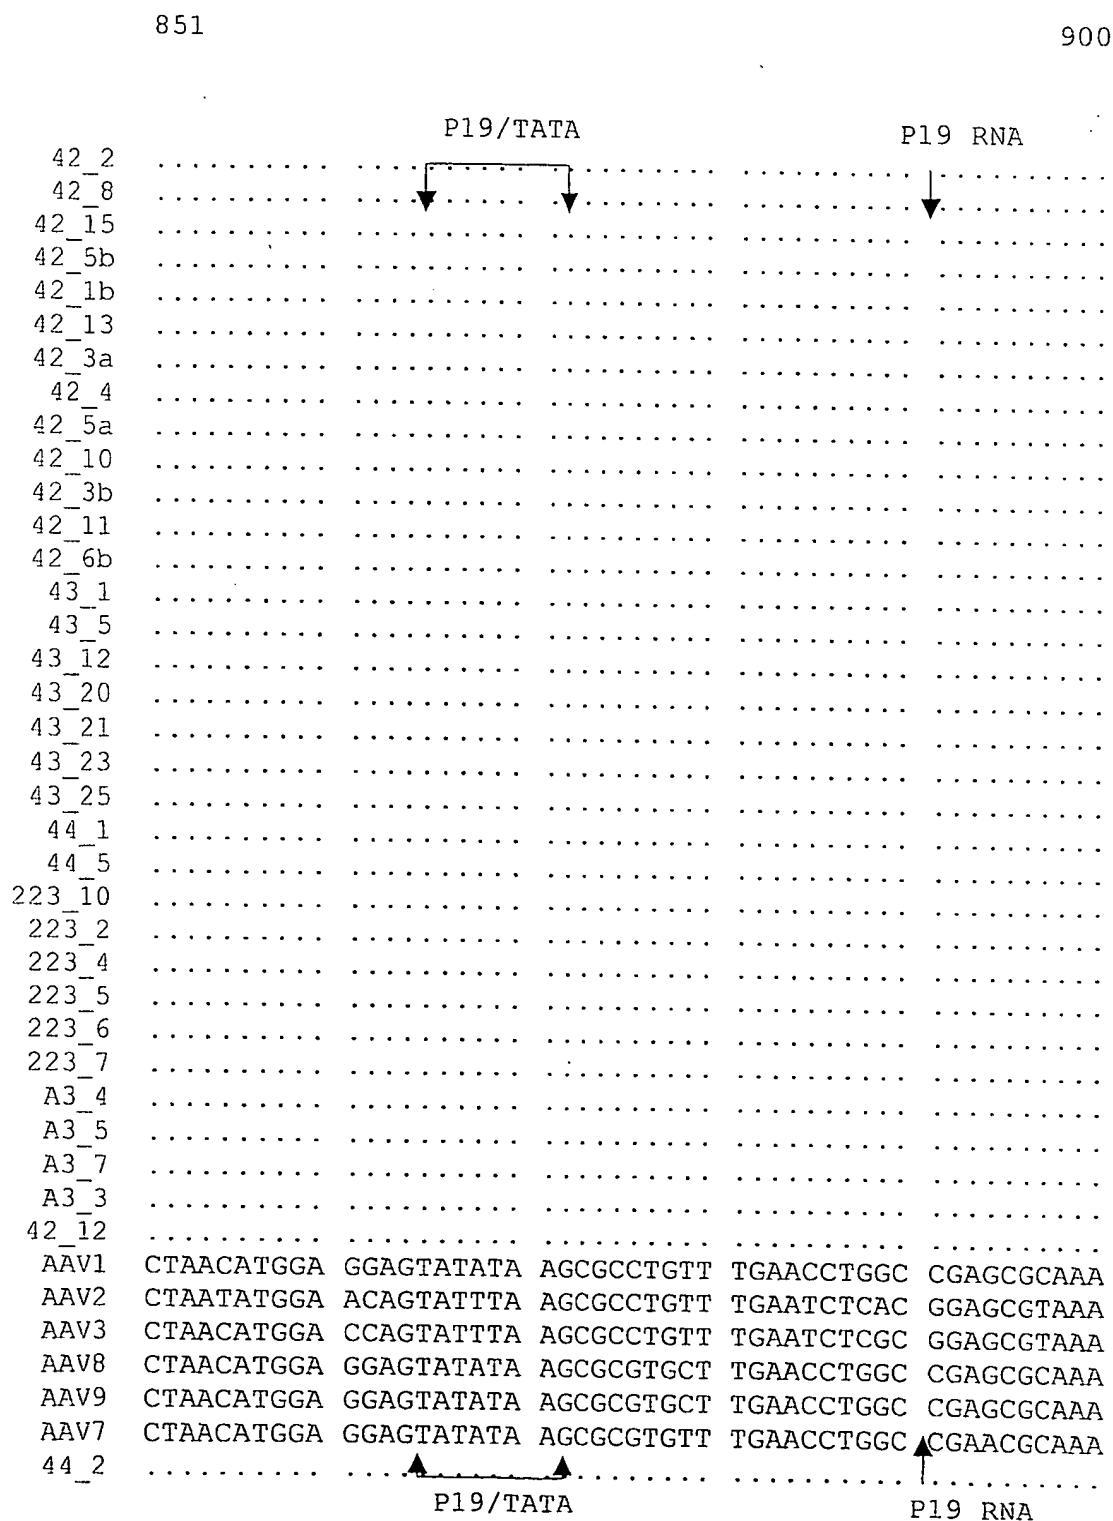 851 900
P19/TATA P19 RNA
42_2 .......... .......... .......... .......... ..........
42_8 .......... .......... .......... .......... ..........
42_15 .......... .......... .......... .......... ..........
42_5b .......... .......... .......... .......... ..........
42_1b .......... .......... .......... .......... ..........
42_13 .......... .......... .......... .......... ..........
42_3a .......... .......... .......... .......... ..........
42_4 .......... .......... .......... .......... ..........
42_5a .......... .......... .......... .......... ..........
42_10 .......... .......... .......... .......... ..........
42_3b .......... .......... .......... .......... ..........
42_11 .......... .......... .......... .......... ..........
42_6b .......... .......... .......... .......... ..........
43_1 .......... .......... .......... .......... ..........
43_5 .......... .......... .......... .......... ..........
43_12 .......... .......... .......... .......... ..........
43_20 .......... .......... .......... .......... ..........
43_21 .......... .......... .......... .......... ..........
43_23 .......... .......... .......... .......... ..........
43_25 .......... .......... .......... .......... ..........
44_1 .......... .......... .......... .......... ..........
44_5 .......... .......... .......... .......... ..........
223_10 .......... .......... .......... .......... ..........
223_2 .......... .......... .......... .......... ..........
223_4 .......... .......... .......... .......... ..........
223_5 .......... .......... .......... .......... ..........
223_6 .......... .......... .......... .......... ..........
223_7 .......... .......... .......... .......... ..........
A3_4 .......... .......... .......... .......... ..........
A3_5 .......... .......... .......... .......... ..........
A3_7 .......... .......... .......... .......... ..........
A3_3 .......... .......... .......... .......... ..........
42_12 .......... .......... .......... .......... ..........
AAV1 CTAACATGGA GGAGTATATA AGCGCCTGTT TGAACCTGGC CGAGCGCAAA
AAV2 CTAATATGGA ACAGTATTTA AGCGCCTGTT TGAATCTCAC GGAGCGTAAA
AAV3 CTAACATGGA CCAGTATTTA AGCGCCTGTT TGAATCTCGC GGAGCGTAAA
AAV8 CTAACATGGA GGAGTATATA AGCGCGTGCT TGAACCTGGC CGAGCGCAAA
AAV9 CTAACATGGA GGAGTATATA AGCGCGTGCT TGAACCTGGC CGAGCGCAAA
AAV7 CTAACATGGA GGAGTATATA AGCGCGTGTT TGAACCTGGC CGAACGCAAA
44_2 .......... .......... .......... .......... ..........
P19/TATA P19 RNA